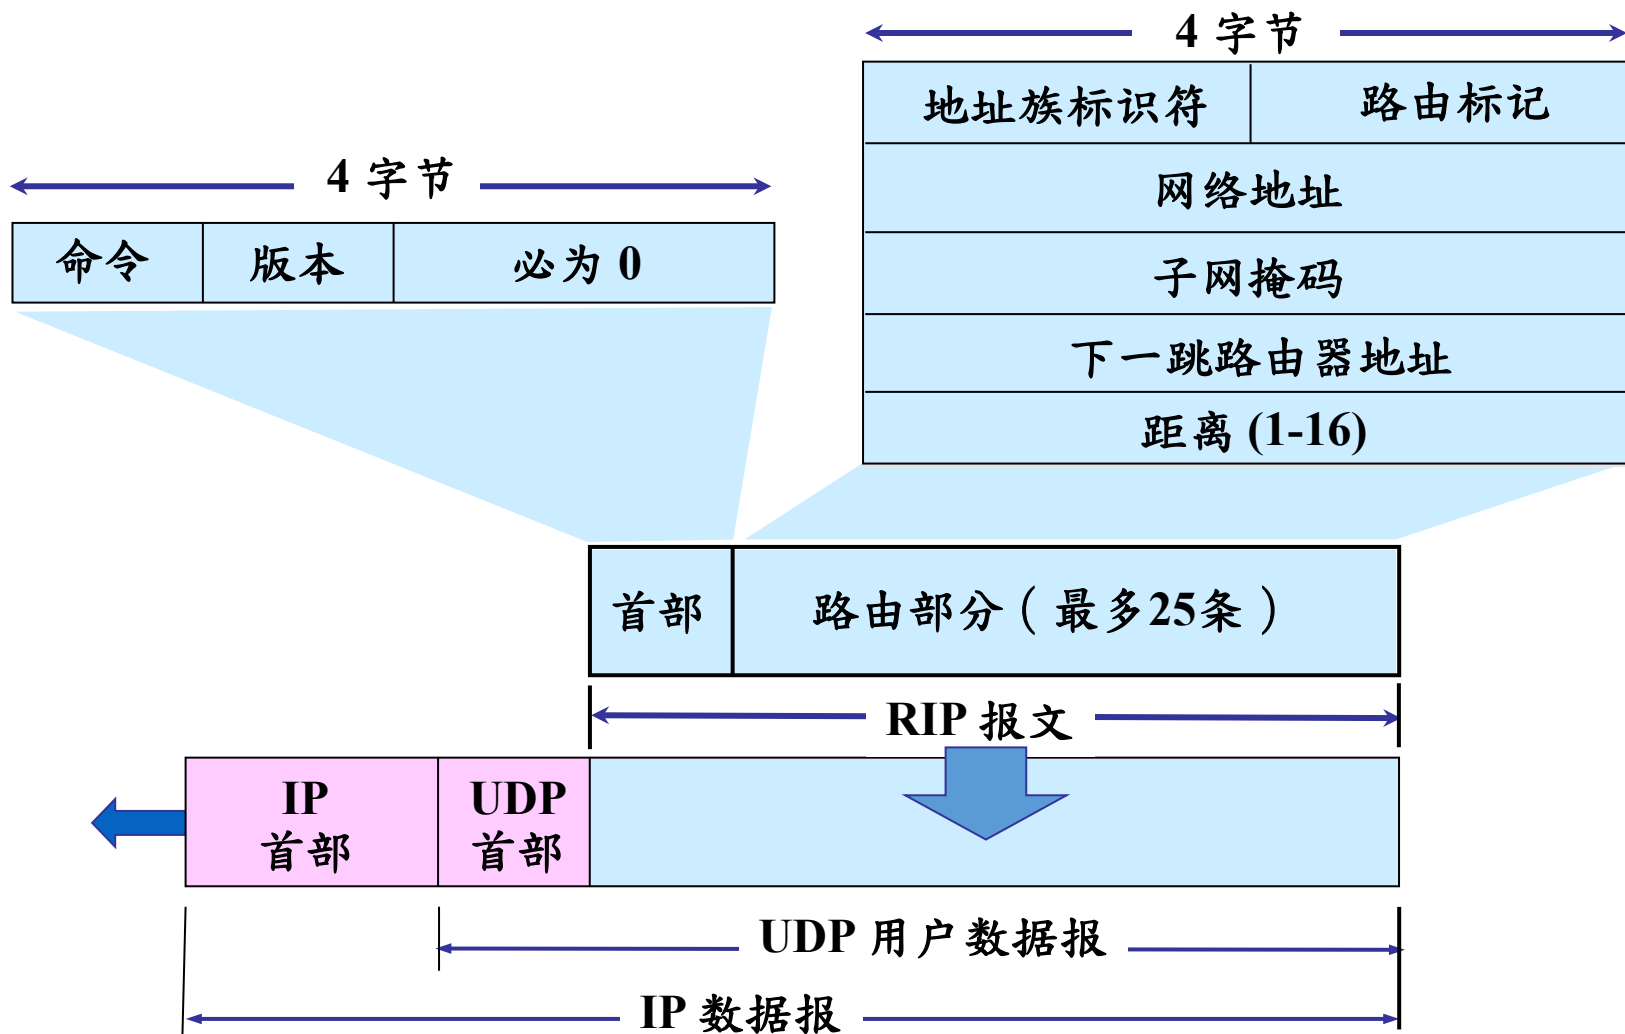 4 字节
地址族标识符 路由标记
网络地址
子网掩码
下一跳路由器地址
距离 (1-16)
4 字节
命令 版本 必为 0
首部 路由部分（最多25条）
RIP 报文
IP
首部
UDP
首部
UDP 用户数据报
IP 数据报